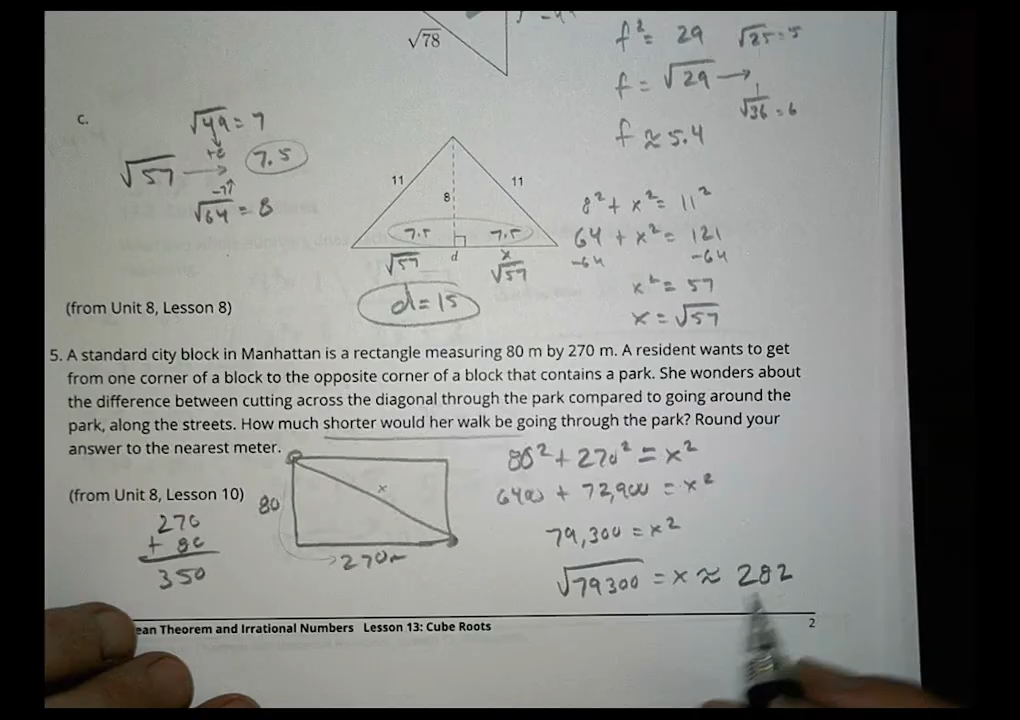 √78
f² = 29 √25 = 5
f = √29 →
√36 = 6
f ≈ 5.4
c.
√49 = 7
√57 → 7.5
-7
√64 = 8
11
8
11
7.5
7.5
√57
d
x
√57
d = 15
8² + x² = 11²
64 + x² = 121
-64 -64
x² = 57
x = √57
(from Unit 8, Lesson 8)
5. A standard city block in Manhattan is a rectangle measuring 80 m by 270 m. A resident wants to get
from one corner of a block to the opposite corner of a block that contains a park. She wonders about
the difference between cutting across the diagonal through the park compared to going around the
park, along the streets. How much shorter would her walk be going through the park? Round your
answer to the nearest meter.
(from Unit 8, Lesson 10)
270
+ 80
350
80
x
270m
80² + 270² = x²
6400 + 72,900 = x²
79,300 = x²
√79300 = x ≈ 282
ean Theorem and Irrational Numbers Lesson 13: Cube Roots
2